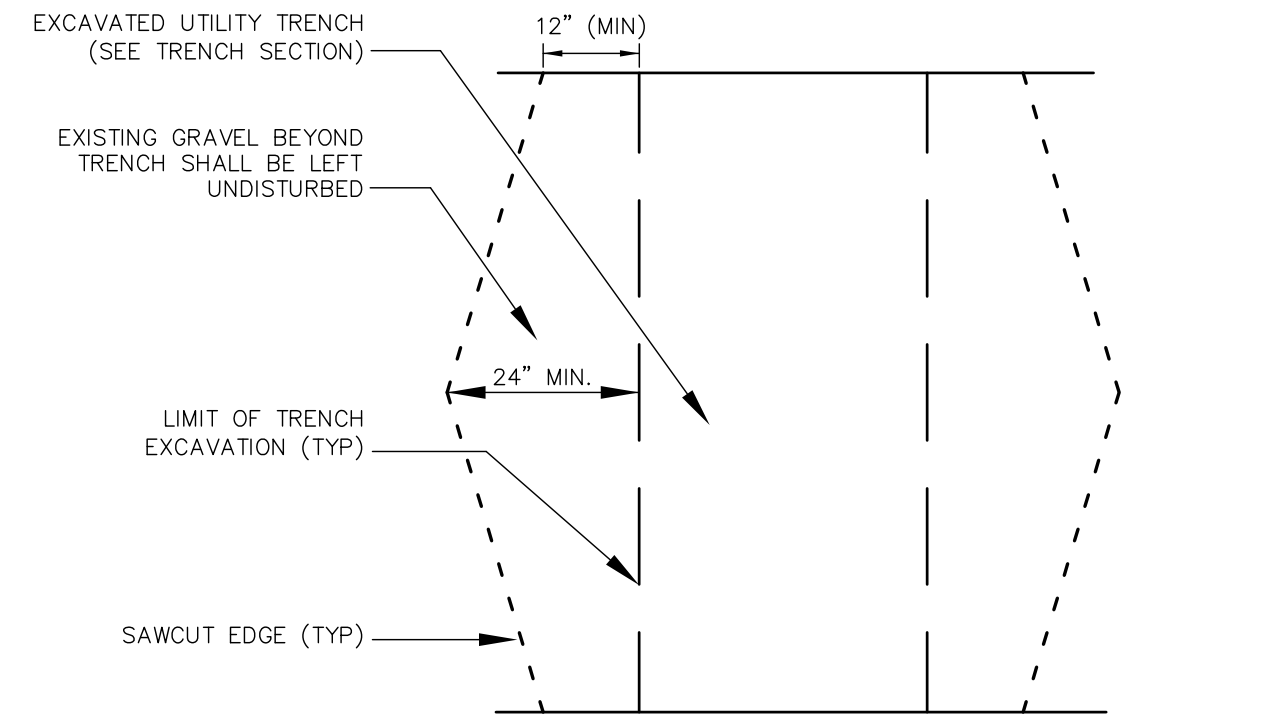 EXCAVATED UTILITY TRENCH
(SEE TRENCH SECTION)
12” (MIN)
EXISTING GRAVEL BEYOND
TRENCH SHALL BE LEFT
UNDISTURBED
24” MIN.
LIMIT OF TRENCH
EXCAVATION (TYP)
SAWCUT EDGE (TYP)